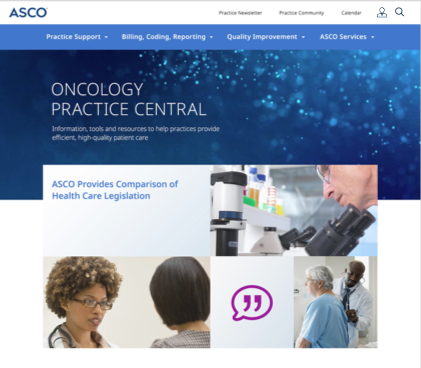 ASCO
Practice Newsletter Practice Community Calendar
Practice Support Billing, Coding, Reporting Quality Improvement ASCO Services
ONCOLOGY
PRACTICE CENTRAL
Information, tools and resources to help practices provide
efficient, high-quality patient care
ASCO Provides Comparison of
Health Care Legislation